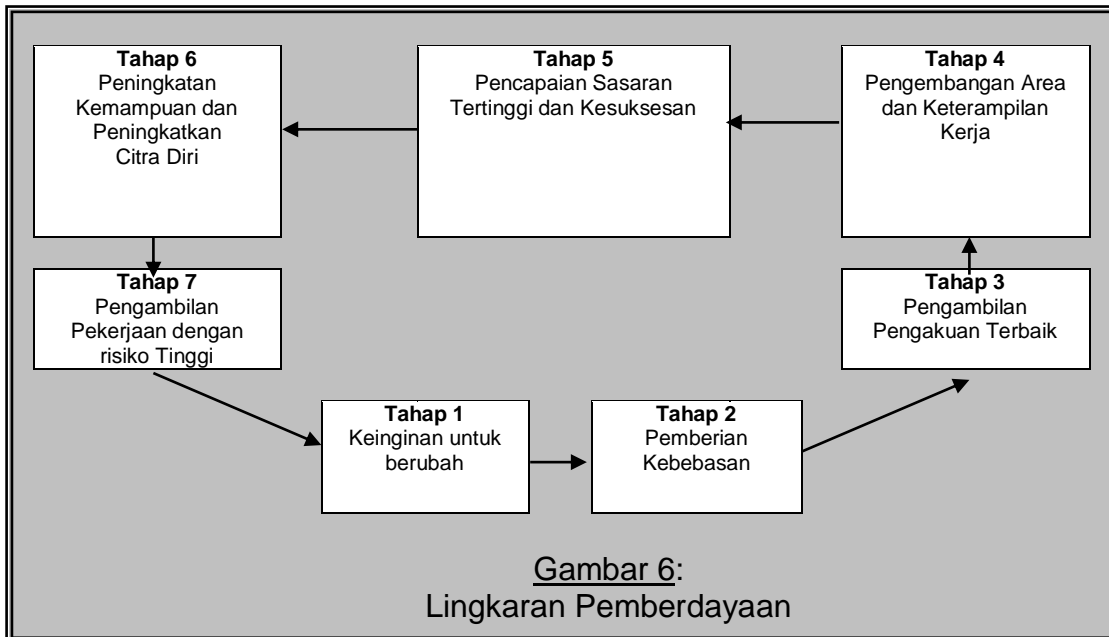 Tahap 6
Peningkatan
Kemampuan dan
Peningkatkan
Citra Diri
Tahap 5
Pencapaian Sasaran
Tertinggi dan Kesuksesan
Tahap 4
Pengembangan Area
dan Keterampilan
Kerja
Tahap 7
Pengambilan
Pekerjaan dengan
risiko Tinggi
Tahap 3
Pengambilan
Pengakuan Terbaik
Tahap 1
Keinginan untuk
berubah
Tahap 2
Pemberian
Kebebasan
Gambar 6:
Lingkaran Pemberdayaan